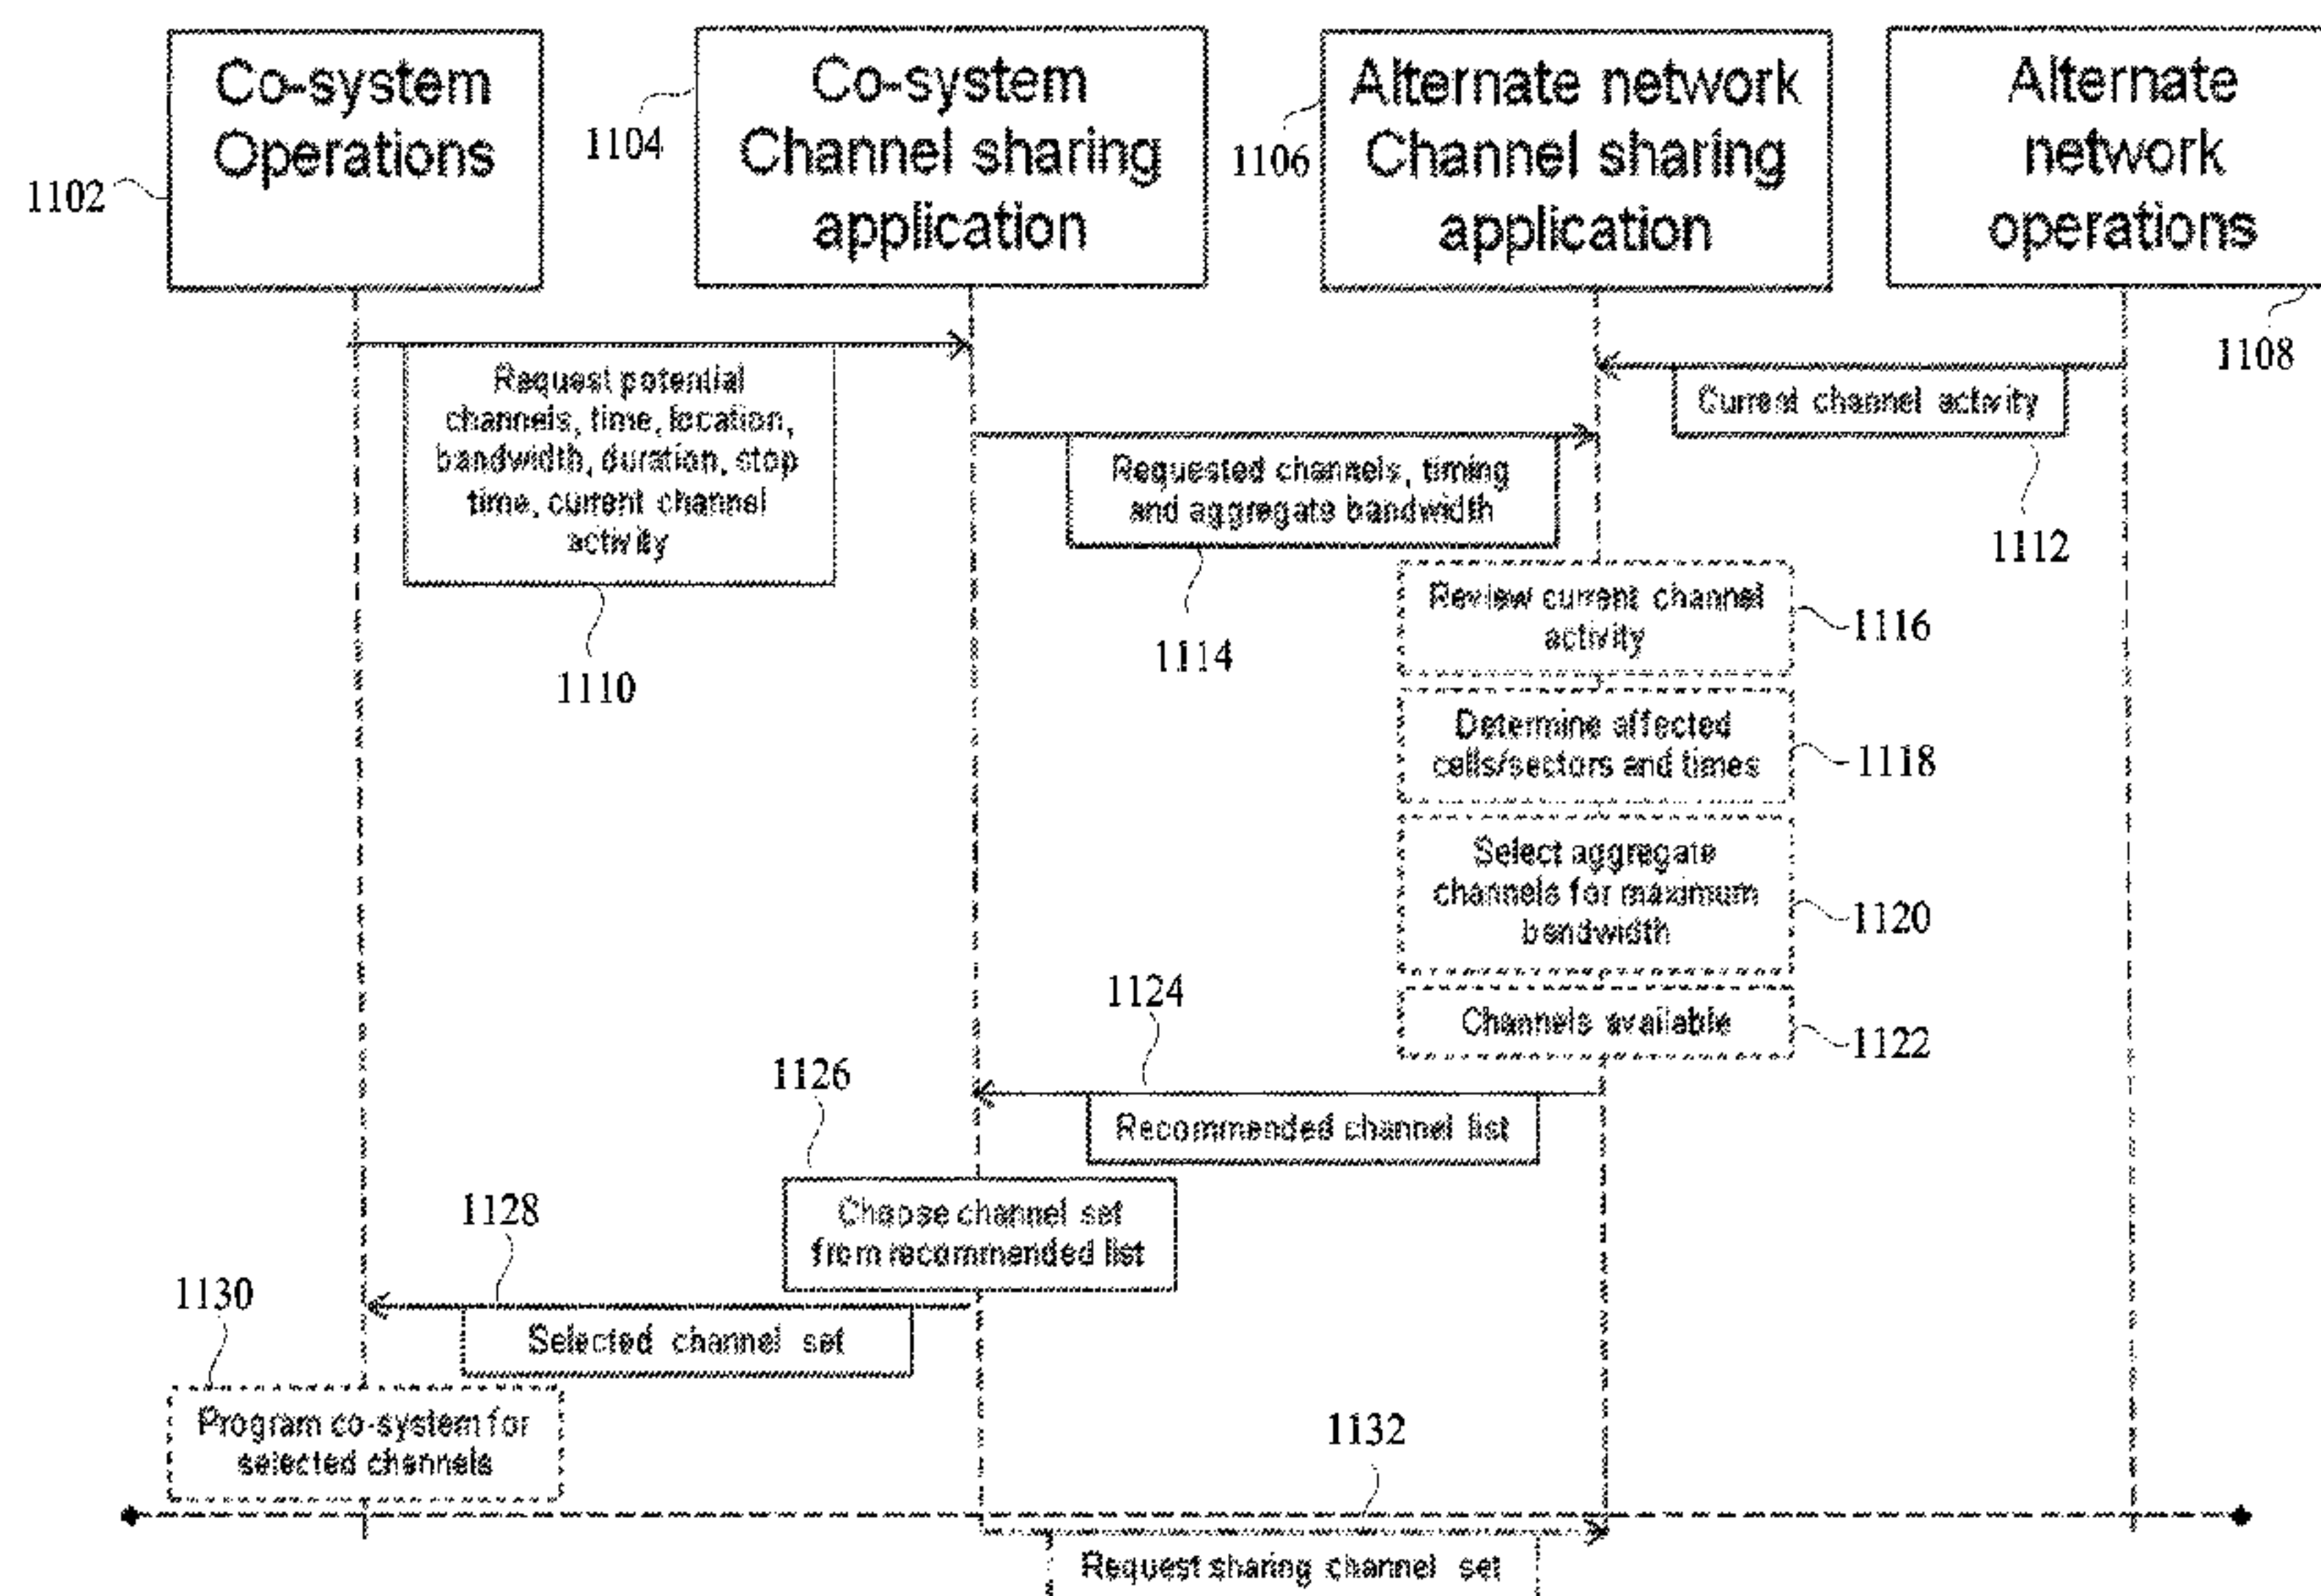 Co-system
Operations
1102
Co-system
Channel sharing
application
1104
Alternate network
Channel sharing
application
1106
Alternate
network
operations
1108
Request potential
channels, time, location,
bandwidth, duration, stop
time, current channel
activity
1110
Current channel activity
1112
Requested channels, timing
and aggregate bandwidth
1114
Review current channel
activity
1116
Determine affected
cells/sectors and times
1118
Select aggregate
channels for maximum
bandwidth
1120
Channels available
1122
1124
Recommended channel list
1126
Choose channel set
from recommended list
1128
Selected channel set
1130
Program co-system for
selected channels
1132
Request sharing channel set